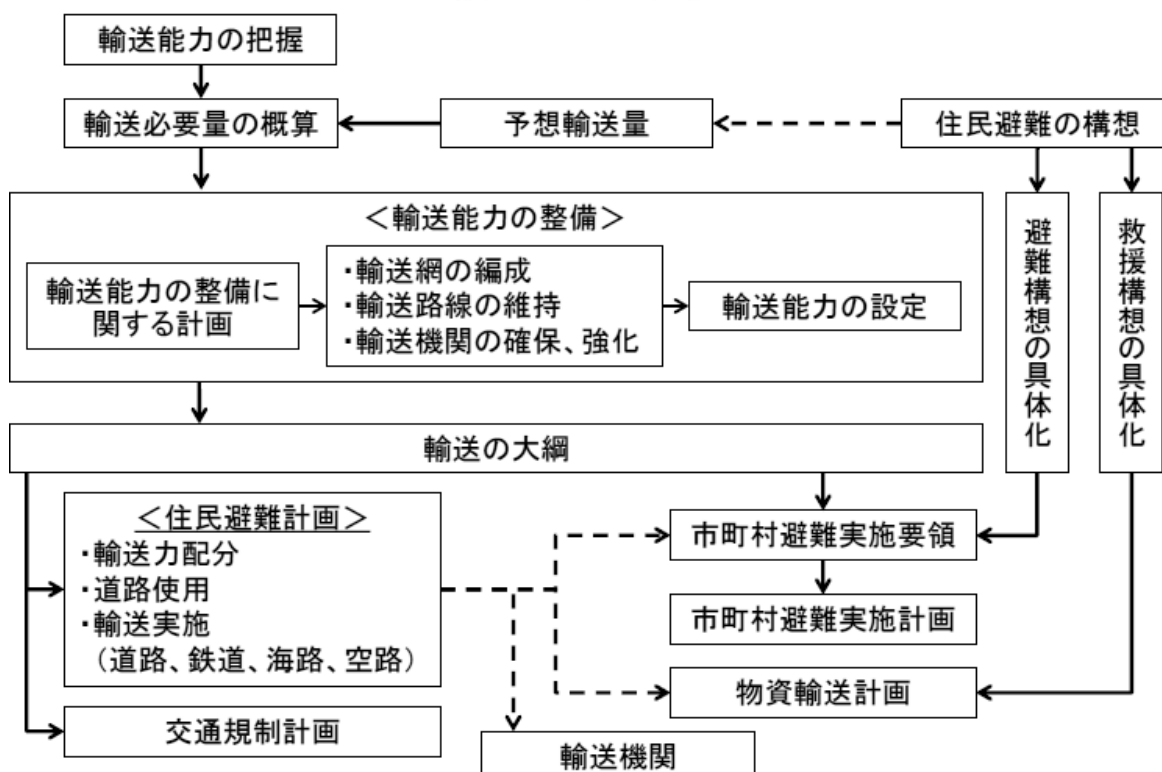 輸送能力の把握
輸送必要量の概算
予想輸送量
住民避難の構想
＜輸送能力の整備＞
輸送能力の整備に
関する計画
・輸送網の編成
・輸送路線の維持
・輸送機関の確保、強化
輸送能力の設定
避難構想の具体化
救援構想の具体化
輸送の大綱
＜住民避難計画＞
・輸送力配分
・道路使用
・輸送実施
（道路、鉄道、海路、空路）
市町村避難実施要領
市町村避難実施計画
物資輸送計画
交通規制計画
輸送機関